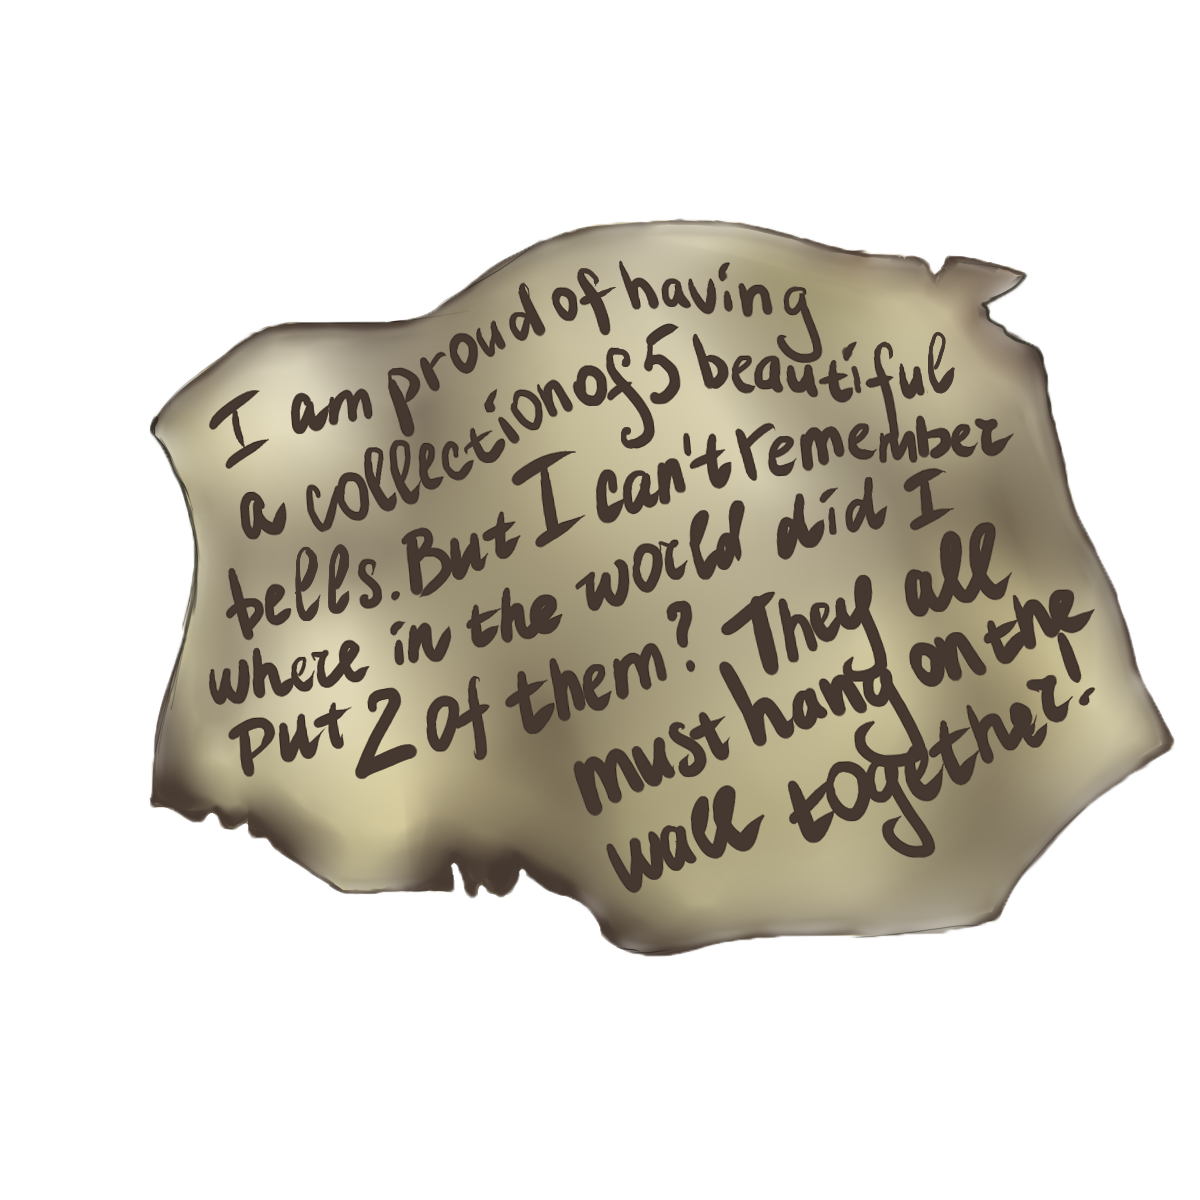 I am proud of having
a collection of 5 beautiful
bells. But I can't remember
where in the world did I
put 2 of them? They all
must hang on the
wall together!